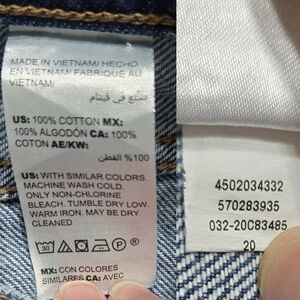 MADE IN VIETNAM/ HECHO
EN VIETNAM/ FABRIQUÉ AU
VIETNAM/
صنع في فيتنام
US: 100% COTTON MX:
100% ALGODÓN CA: 100%
COTON AE/KW:
100% القطن
US: WITH SIMILAR COLORS.
MACHINE WASH COLD.
ONLY NON-CHLORINE
BLEACH. TUMBLE DRY LOW.
WARM IRON. MAY BE DRY
CLEANED
30 P
MX: CON COLORES
SIMILARES CA: AVEC
4502034332
570283935
032-20C83485
20